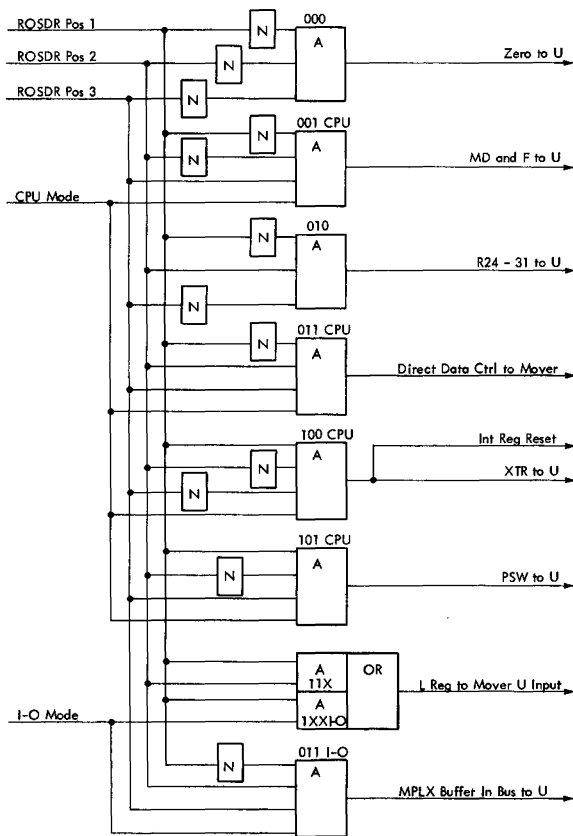 ROSDR Pos 1
N
000
A
ROSDR Pos 2
N
Zero to U
ROSDR Pos 3
N
001 CPU
N
A
N
MD and F to U
CPU Mode
010
N
A
R24 - 31 to U
N
011 CPU
N
A
Direct Data Ctrl to Mover
100 CPU
Int Reg Reset
A
N
XTR to U
N
101 CPU
A
N
PSW to U
A
OR
11X
L Reg to Mover U Input
A
I-O Mode
1XXI-O
011 I-O
N
A
MPLX Buffer In Bus to U